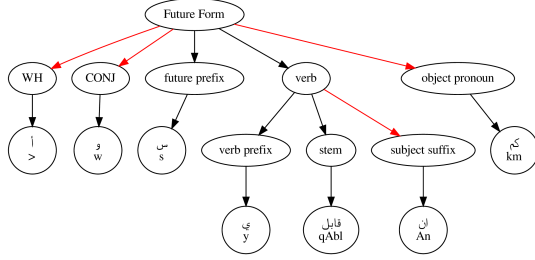 Future Form
WH
CONJ
future prefix
verb
object pronoun
أ
>
و
w
س
s
verb prefix
stem
subject suffix
كم
km
ي
y
قابل
qAbl
ان
An